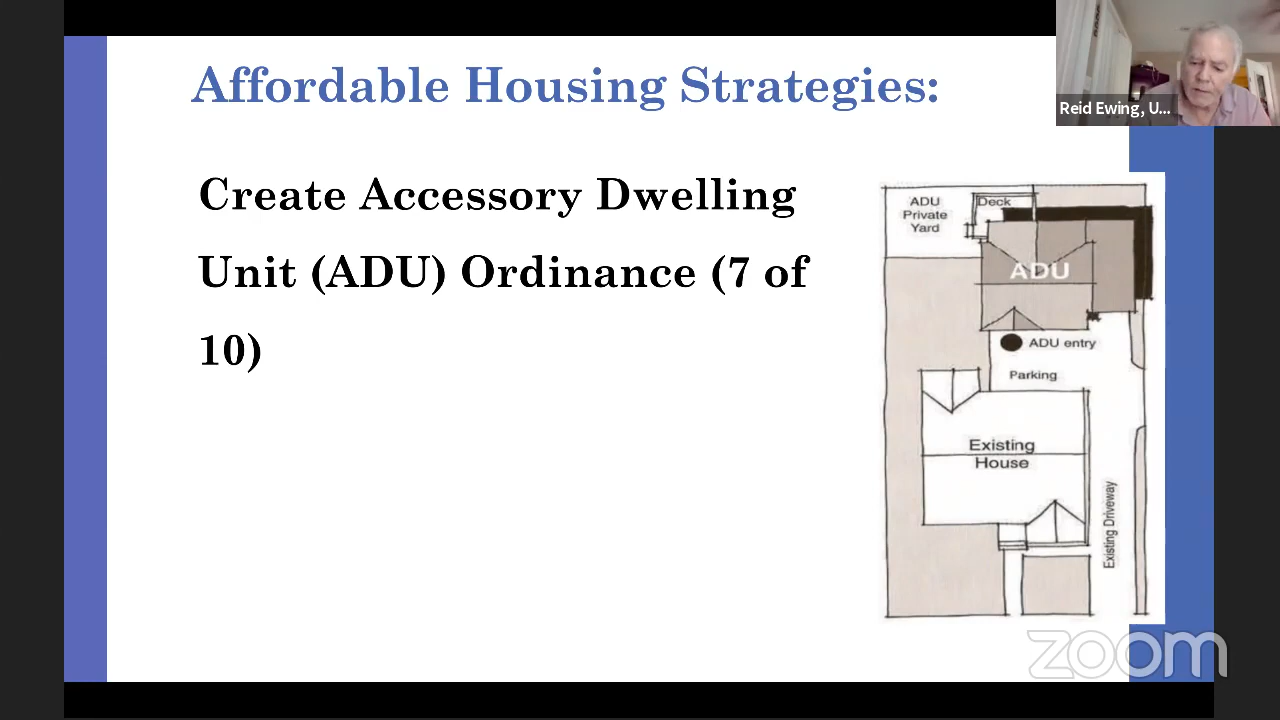 Affordable Housing Strategies:
Reid Ewing, U...
Create Accessory Dwelling
Unit (ADU) Ordinance (7 of
10)
ADU
Private
Yard
Deck
ADU
ADU entry
Parking
Existing
House
Existing Driveway
zoom